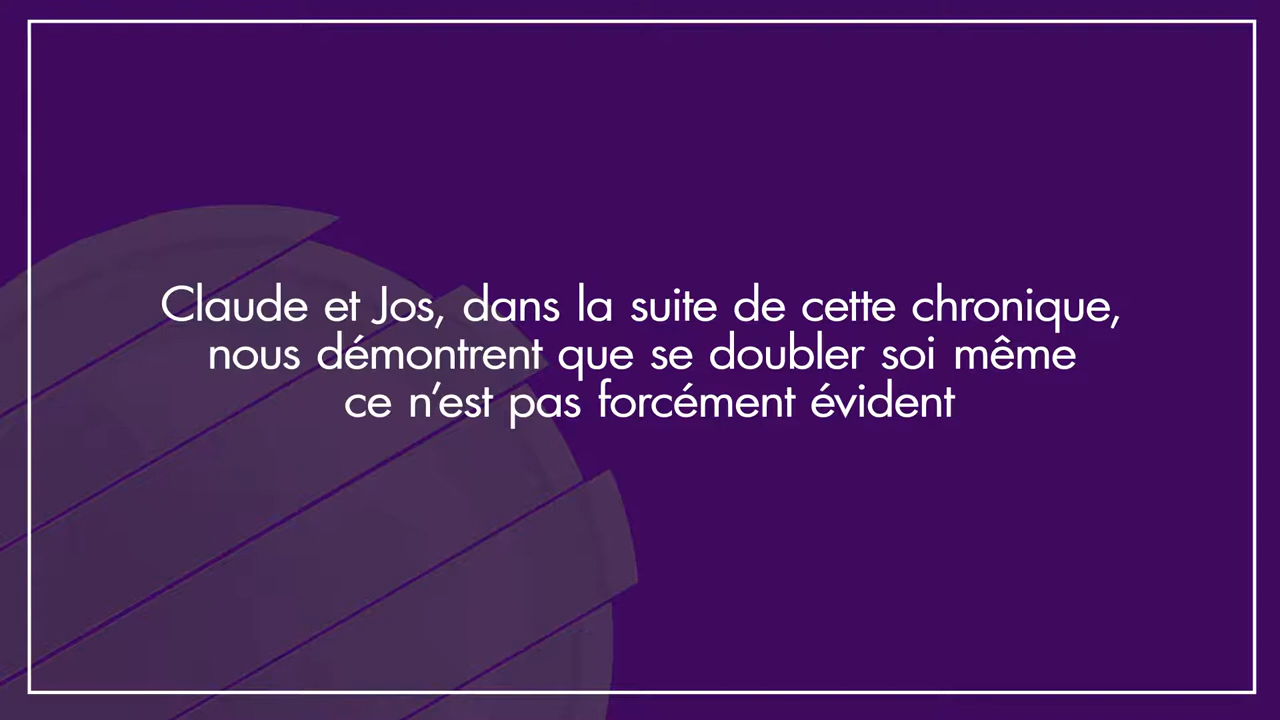 Claude et Jos, dans la suite de cette chronique,
nous démontrent que se doubler soi même
ce n’est pas forcément évident